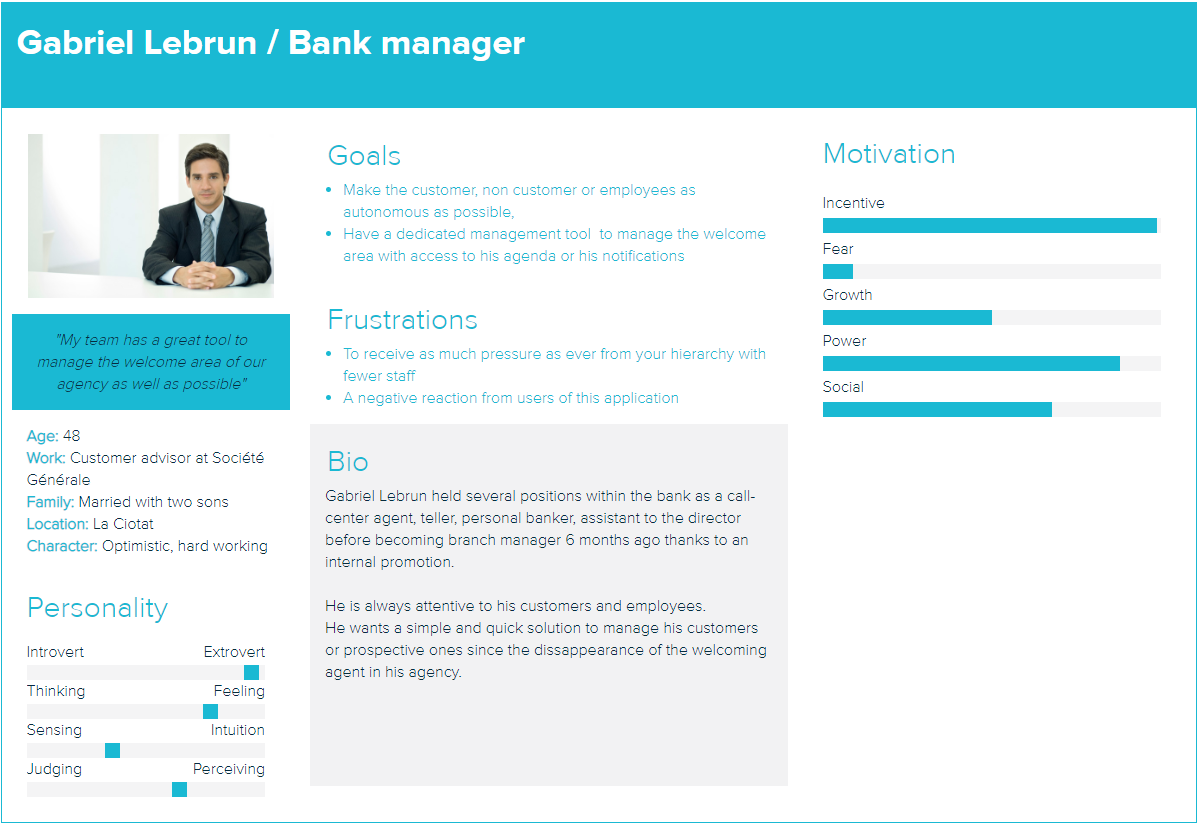 Gabriel Lebrun / Bank manager
"My team has a great tool to
manage the welcome area of our
agency as well as possible"
Age: 48
Work: Customer advisor at Société
Générale
Family: Married with two sons
Location: La Ciotat
Character: Optimistic, hard working
Personality
Introvert Extrovert
Thinking Feeling
Sensing Intuition
Judging Perceiving
Goals
• Make the customer, non customer or employees as
autonomous as possible,
• Have a dedicated management tool to manage the welcome
area with access to his agenda or his notifications
Frustrations
• To receive as much pressure as ever from your hierarchy with
fewer staff
• A negative reaction from users of this application
Bio
Gabriel Lebrun held several positions within the bank as a call-
center agent, teller, personal banker, assistant to the director
before becoming branch manager 6 months ago thanks to an
internal promotion.
He is always attentive to his customers and employees.
He wants a simple and quick solution to manage his customers
or prospective ones since the dissappearance of the welcoming
agent in his agency.
Motivation
Incentive
Fear
Growth
Power
Social